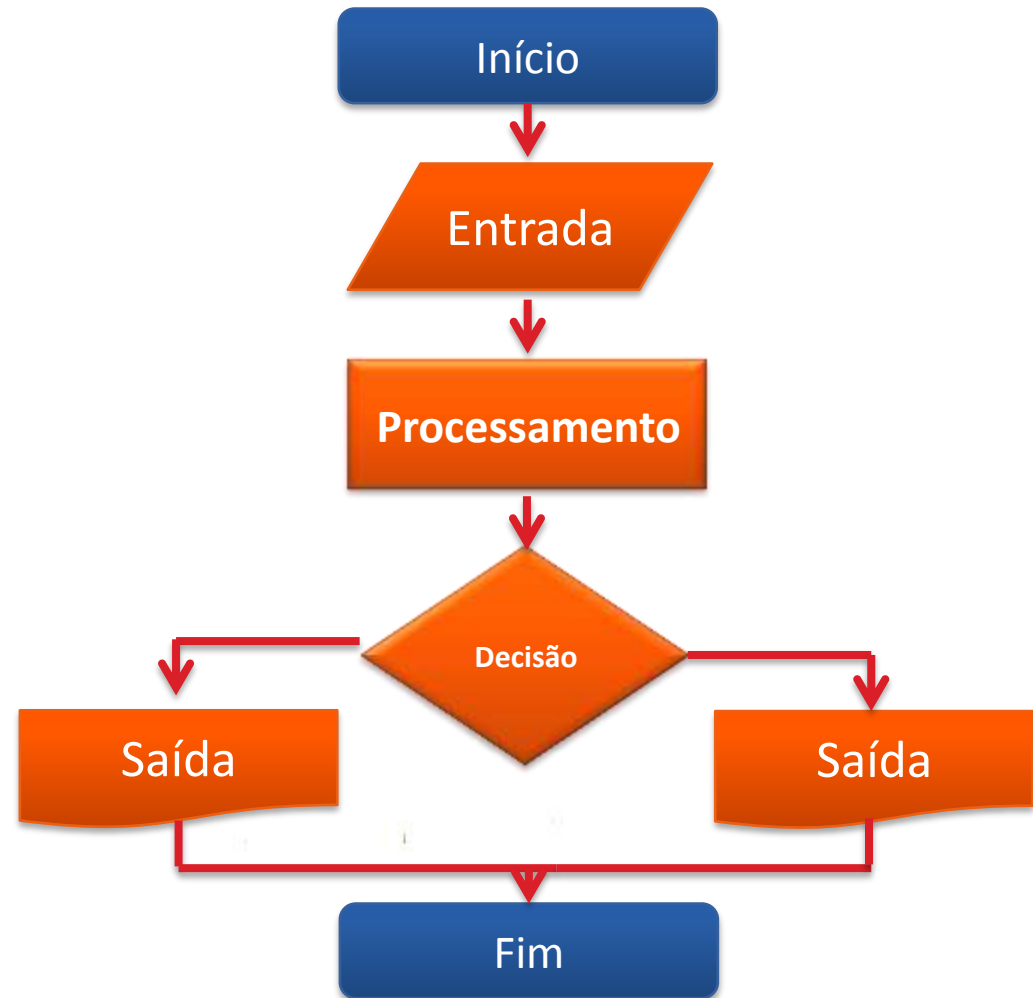 Início
Entrada
Processamento
Decisão
Saída
Saída
Fim